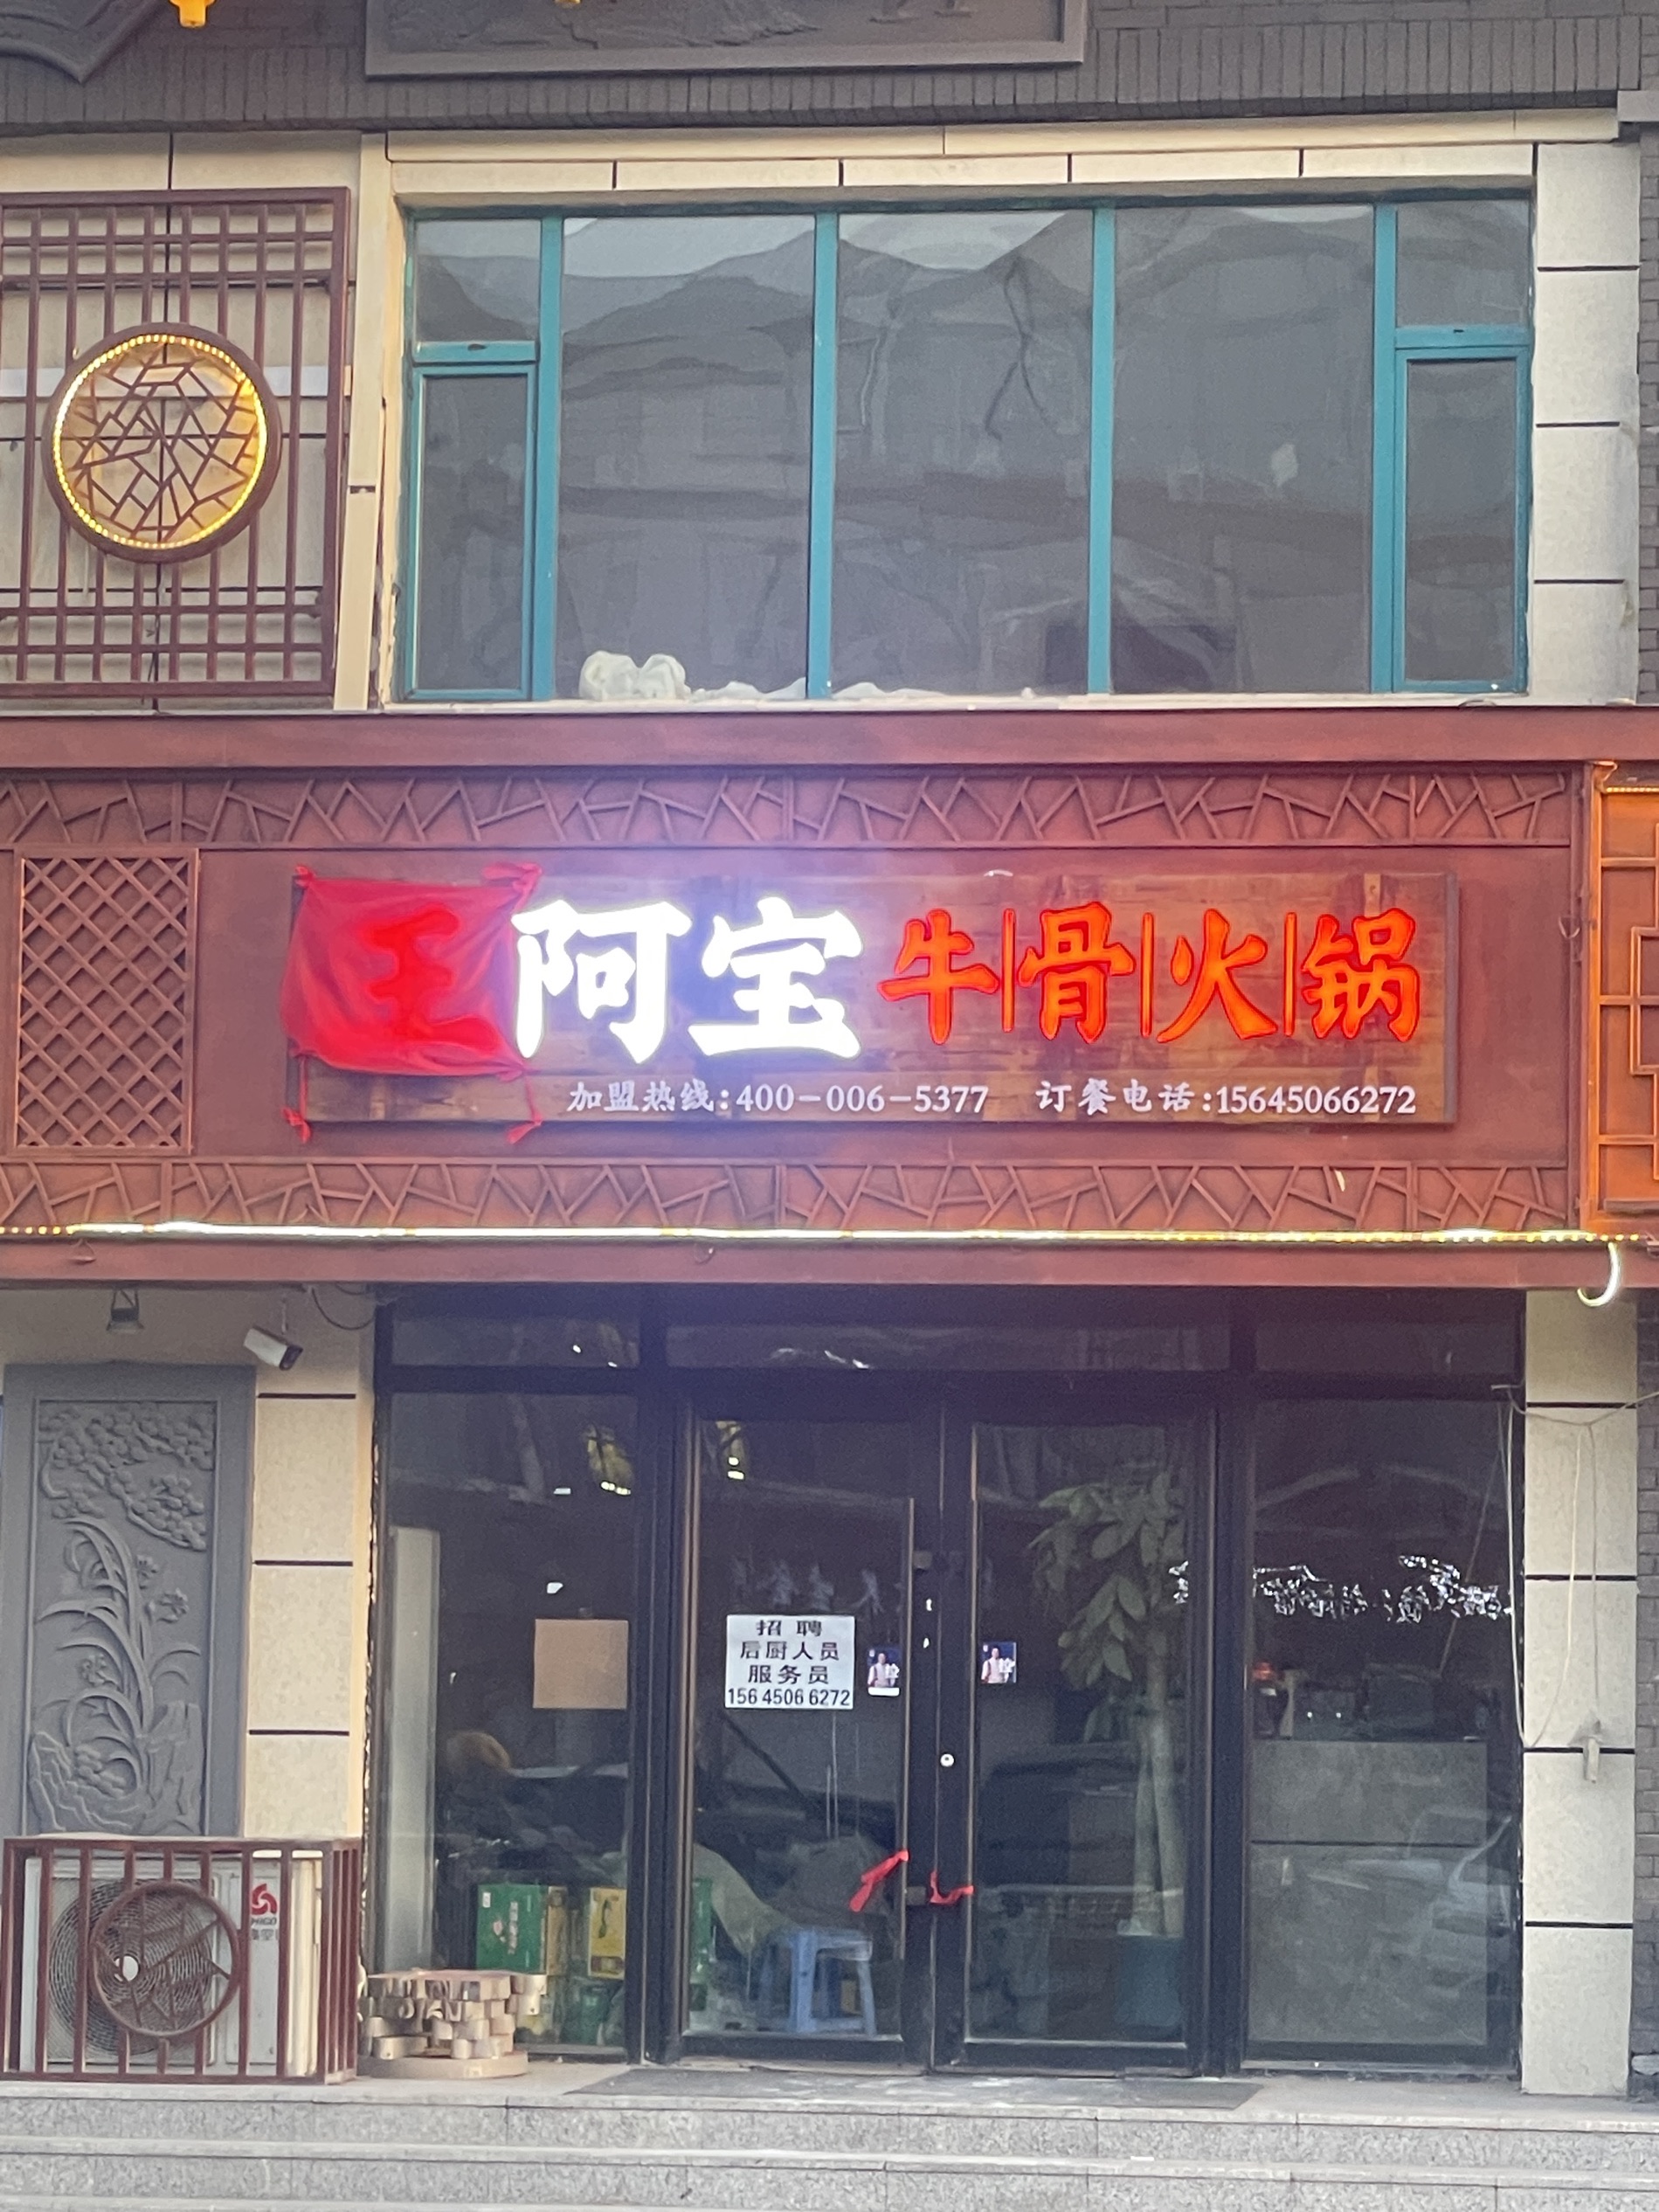 王阿宝 牛骨火锅
加盟热线:400-006-5377 订餐电话:15645066272
招聘
后厨人员
服务员
156 4506 6272